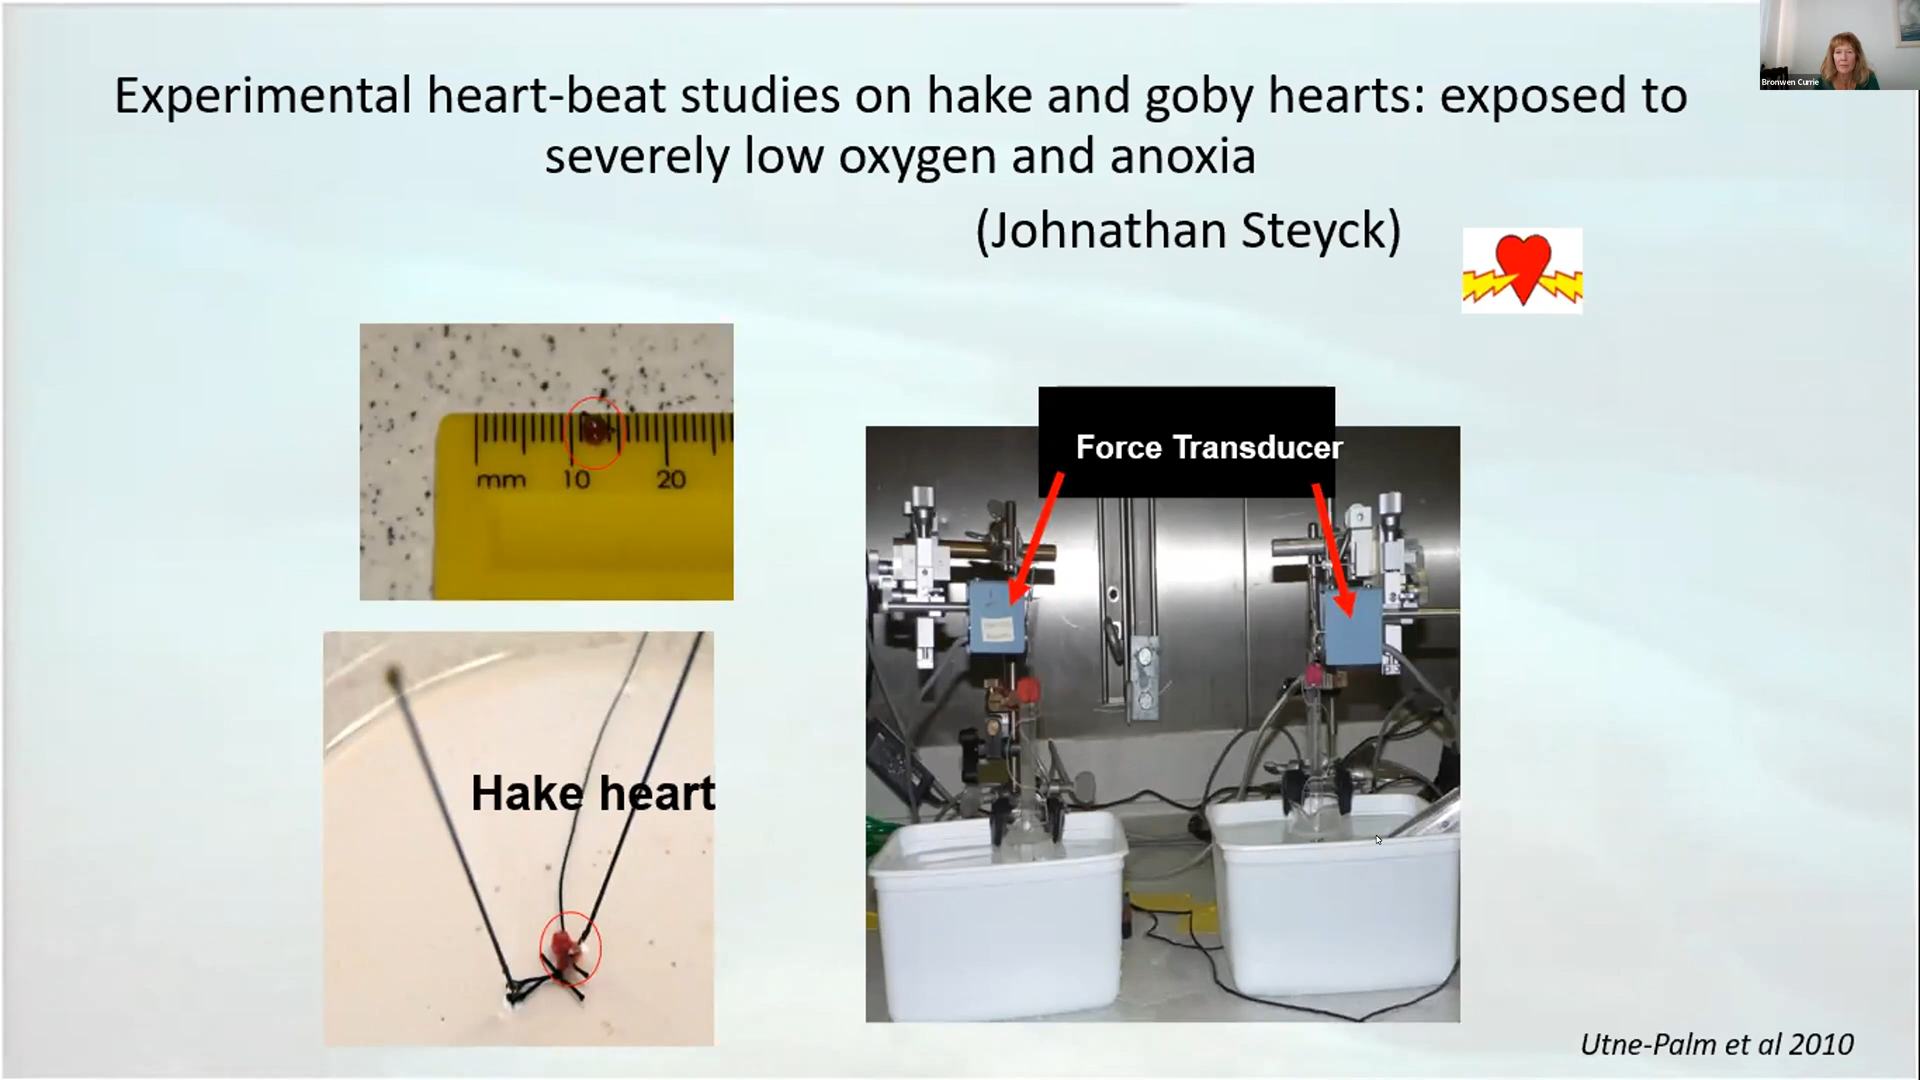 Experimental heart-beat studies on hake and goby hearts: exposed to
severely low oxygen and anoxia
(Johnathan Steyck)
Bronwen Currie
mm 10 20
Force Transducer
Hake heart
Utne-Palm et al 2010